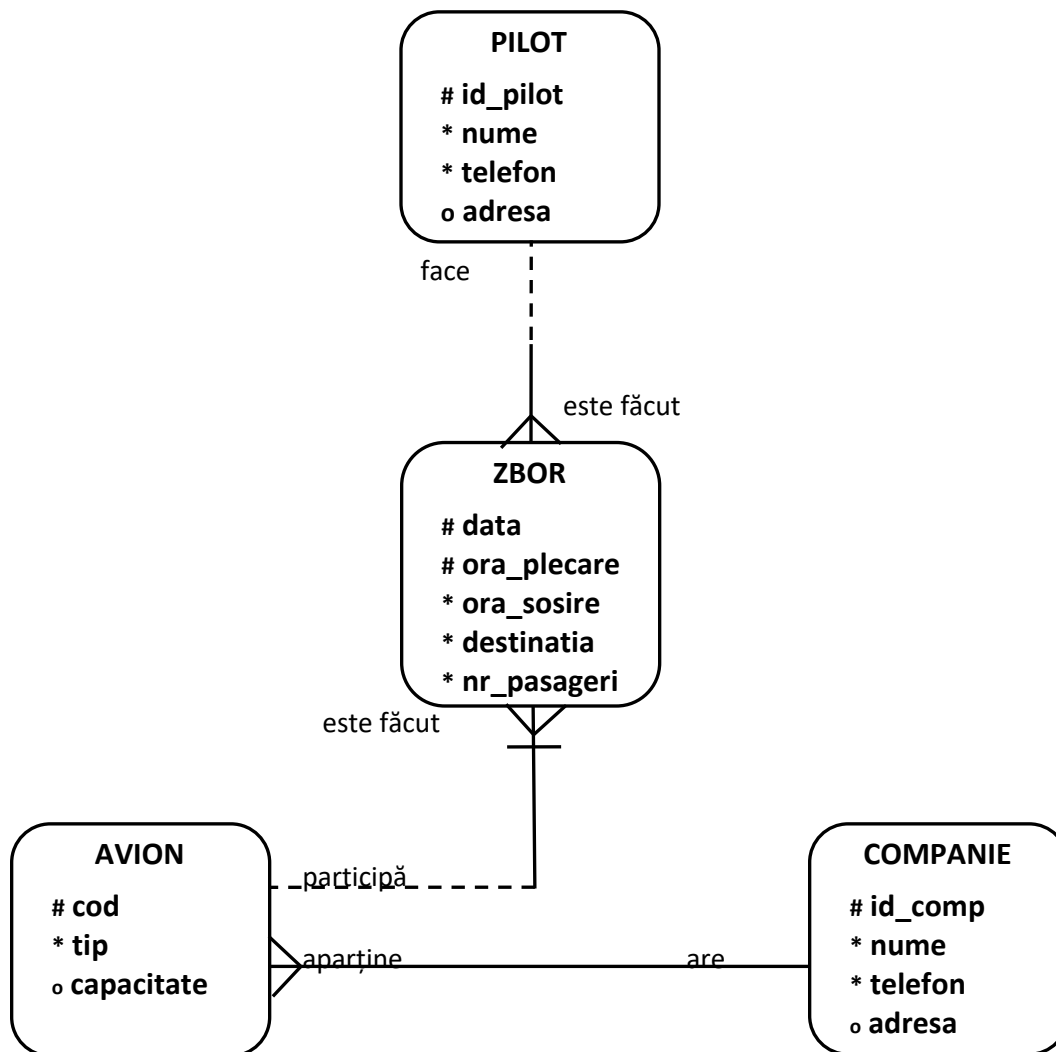 PILOT
# id_pilot
* nume
* telefon
o adresa
face
este făcut
ZBOR
# data
# ora_plecare
* ora_sosire
* destinatia
* nr_pasageri
este făcut
AVION
# cod
* tip
o capacitate
participă
aparține
are
COMPANIE
# id_comp
* nume
* telefon
o adresa